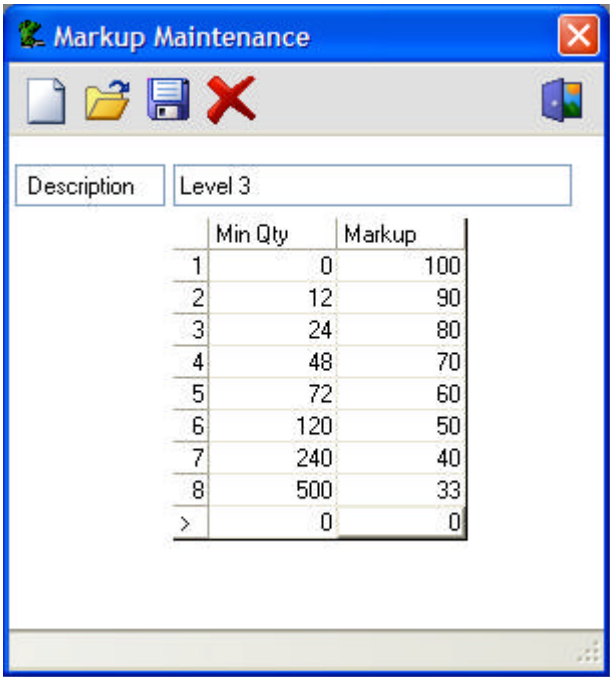 Markup Maintenance
Description Level 3
Min Qty Markup
1 0 100
2 12 90
3 24 80
4 48 70
5 72 60
6 120 50
7 240 40
8 500 33
> 0 0